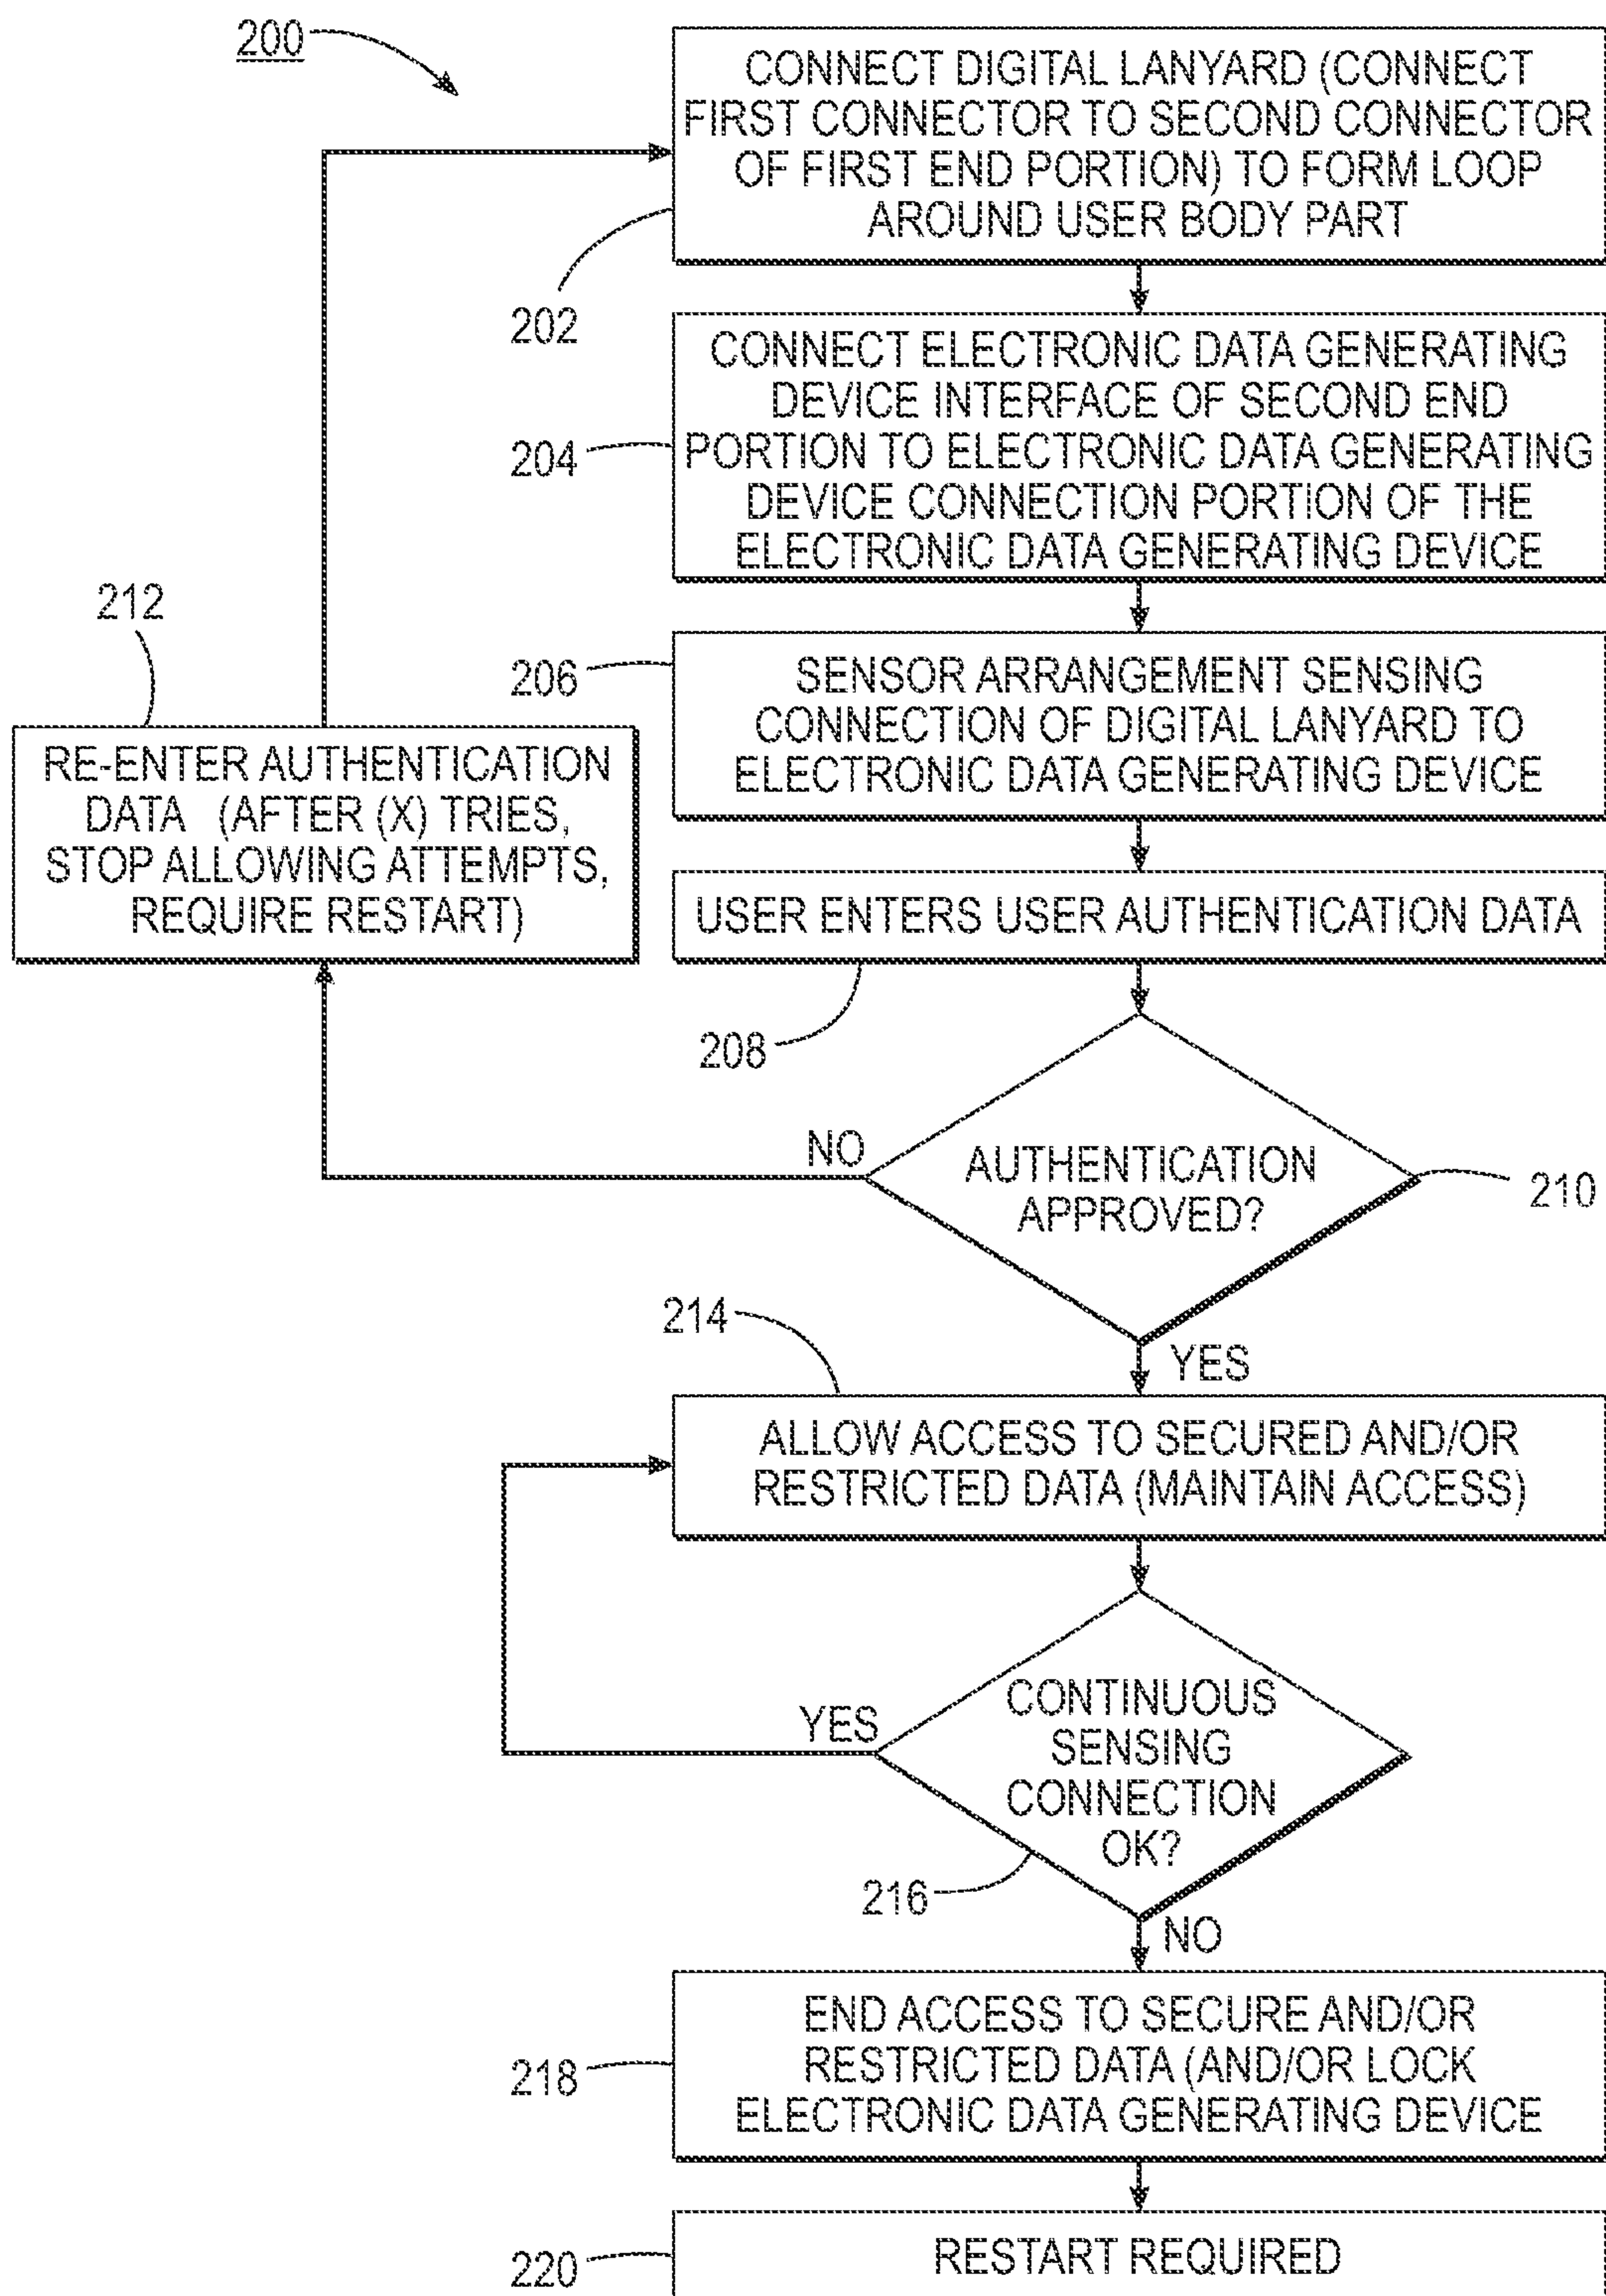 200
CONNECT DIGITAL LANYARD (CONNECT
FIRST CONNECTOR TO SECOND CONNECTOR
OF FIRST END PORTION) TO FORM LOOP
AROUND USER BODY PART
202
CONNECT ELECTRONIC DATA GENERATING
DEVICE INTERFACE OF SECOND END
PORTION TO ELECTRONIC DATA GENERATING
DEVICE CONNECTION PORTION OF THE
ELECTRONIC DATA GENERATING DEVICE
204
SENSOR ARRANGEMENT SENSING
CONNECTION OF DIGITAL LANYARD TO
ELECTRONIC DATA GENERATING DEVICE
206
212
RE-ENTER AUTHENTICATION
DATA (AFTER (X) TRIES,
STOP ALLOWING ATTEMPTS,
REQUIRE RESTART)
USER ENTERS USER AUTHENTICATION DATA
208
AUTHENTICATION
APPROVED?
NO
210
YES
214
ALLOW ACCESS TO SECURED AND/OR
RESTRICTED DATA (MAINTAIN ACCESS)
CONTINUOUS
SENSING
CONNECTION
OK?
YES
216
NO
END ACCESS TO SECURE AND/OR
RESTRICTED DATA (AND/OR LOCK
ELECTRONIC DATA GENERATING DEVICE
218
RESTART REQUIRED
220